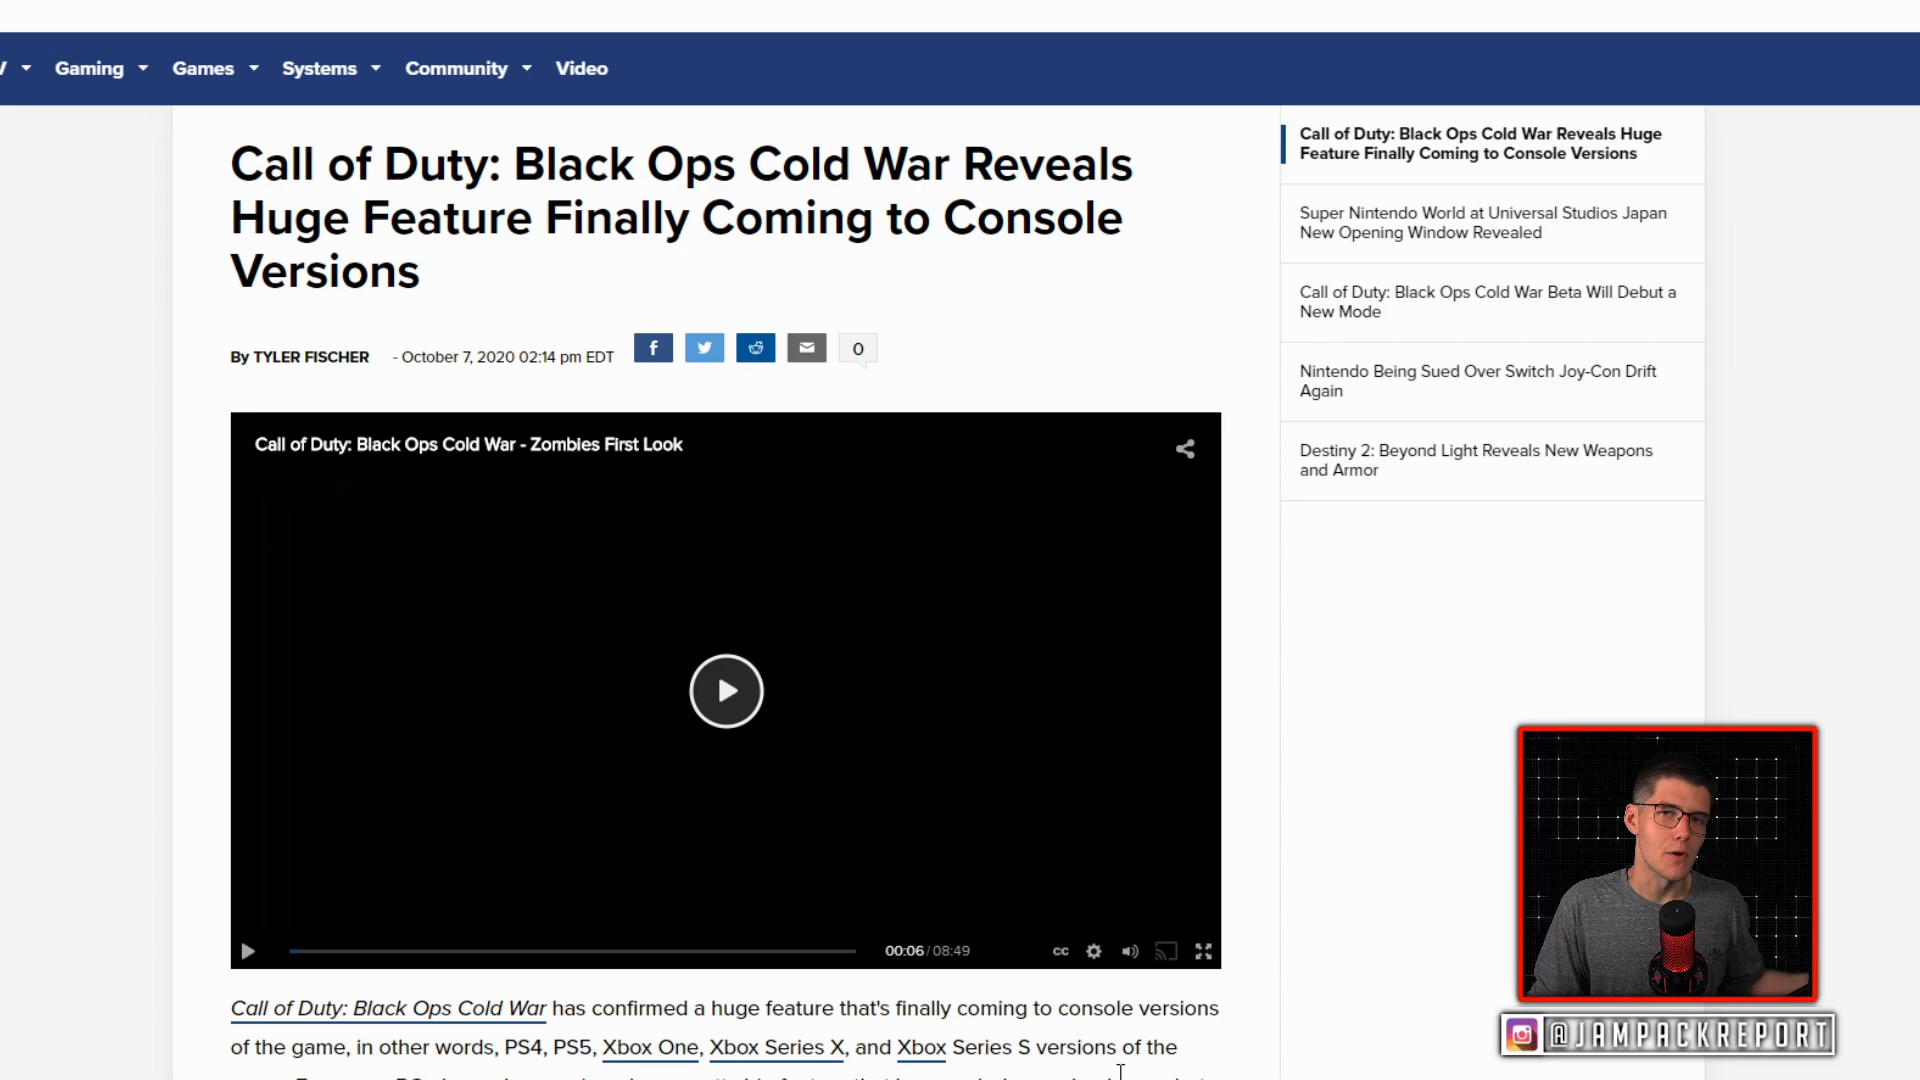 Gaming
Games
Systems
Community
Video
Call of Duty: Black Ops Cold War Reveals
Huge Feature Finally Coming to Console
Versions
By TYLER FISCHER - October 7, 2020 02:14 pm EDT
f
0
Call of Duty: Black Ops Cold War - Zombies First Look
00:06 / 08:49
CC
Call of Duty: Black Ops Cold War has confirmed a huge feature that's finally coming to console versions
of the game, in other words, PS4, PS5, Xbox One, Xbox Series X, and Xbox Series S versions of the
Call of Duty: Black Ops Cold War Reveals Huge
Feature Finally Coming to Console Versions
Super Nintendo World at Universal Studios Japan
New Opening Window Revealed
Call of Duty: Black Ops Cold War Beta Will Debut a
New Mode
Nintendo Being Sued Over Switch Joy-Con Drift
Again
Destiny 2: Beyond Light Reveals New Weapons
and Armor
@JAMPACKREPORT